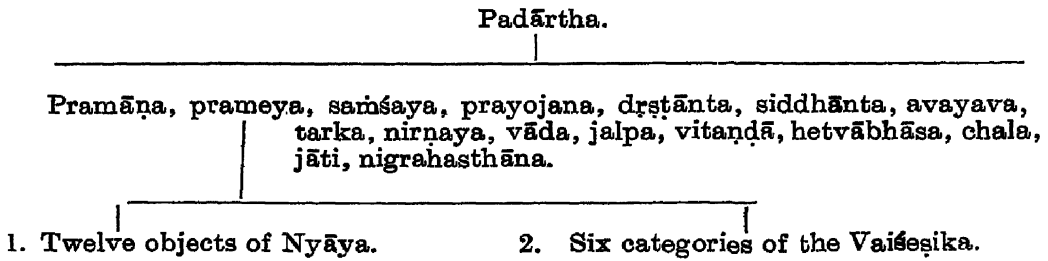 Padārtha.
Pramāṇa, prameya, saṁśaya, prayojana, dṛṣṭānta, siddhānta, avayava,
tarka, nirṇaya, vāda, jalpa, vitaṇḍā, hetvābhāsa, chala,
jāti, nigrahasthāna.
1. Twelve objects of Nyāya. 2. Six categories of the Vaiśeṣika.